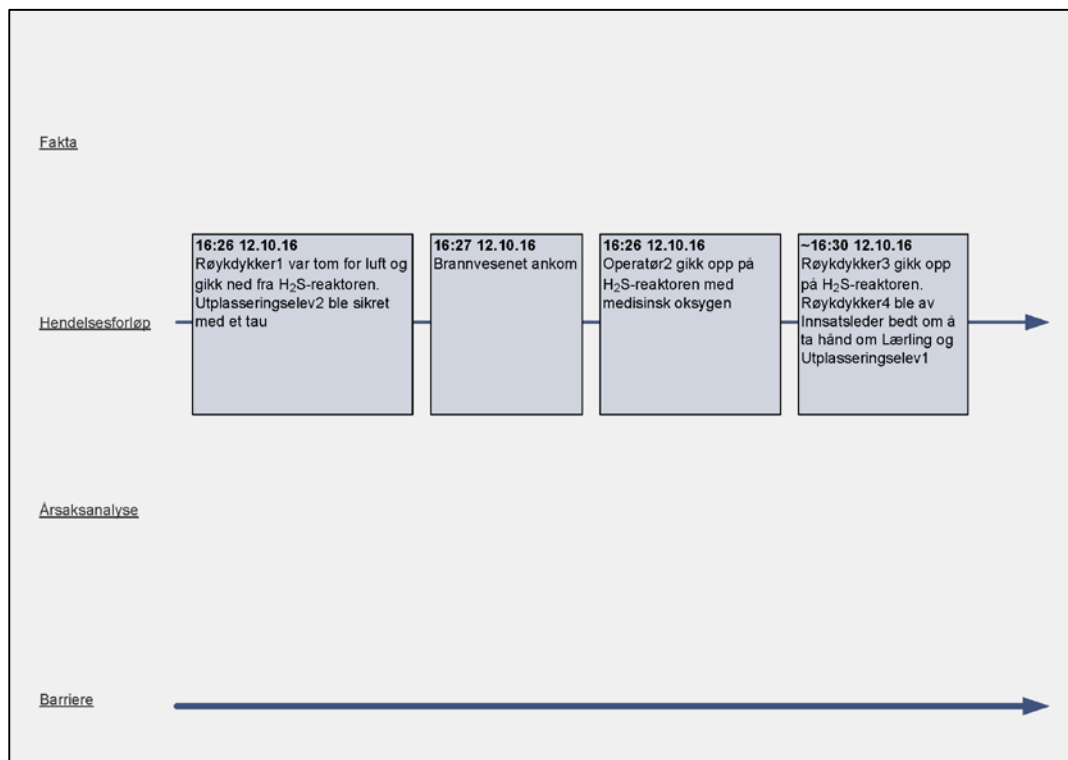 Fakta
16:26 12.10.16
Røykdykker1 var tom for luft og
gikk ned fra H₂S-reaktoren.
Utplasseringselev2 ble sikret
med et tau
16:27 12.10.16
Brannvesenet ankom
16:26 12.10.16
Operatør2 gikk opp på
H₂S-reaktoren med
medisinsk oksygen
~16:30 12.10.16
Røykdykker3 gikk opp
på H₂S-reaktoren.
Røykdykker4 ble av
Innsatsleder bedt om å
ta hånd om Lærling og
Utplasseringselev1
Hendelsesforløp
Årsaksanalyse
Barriere